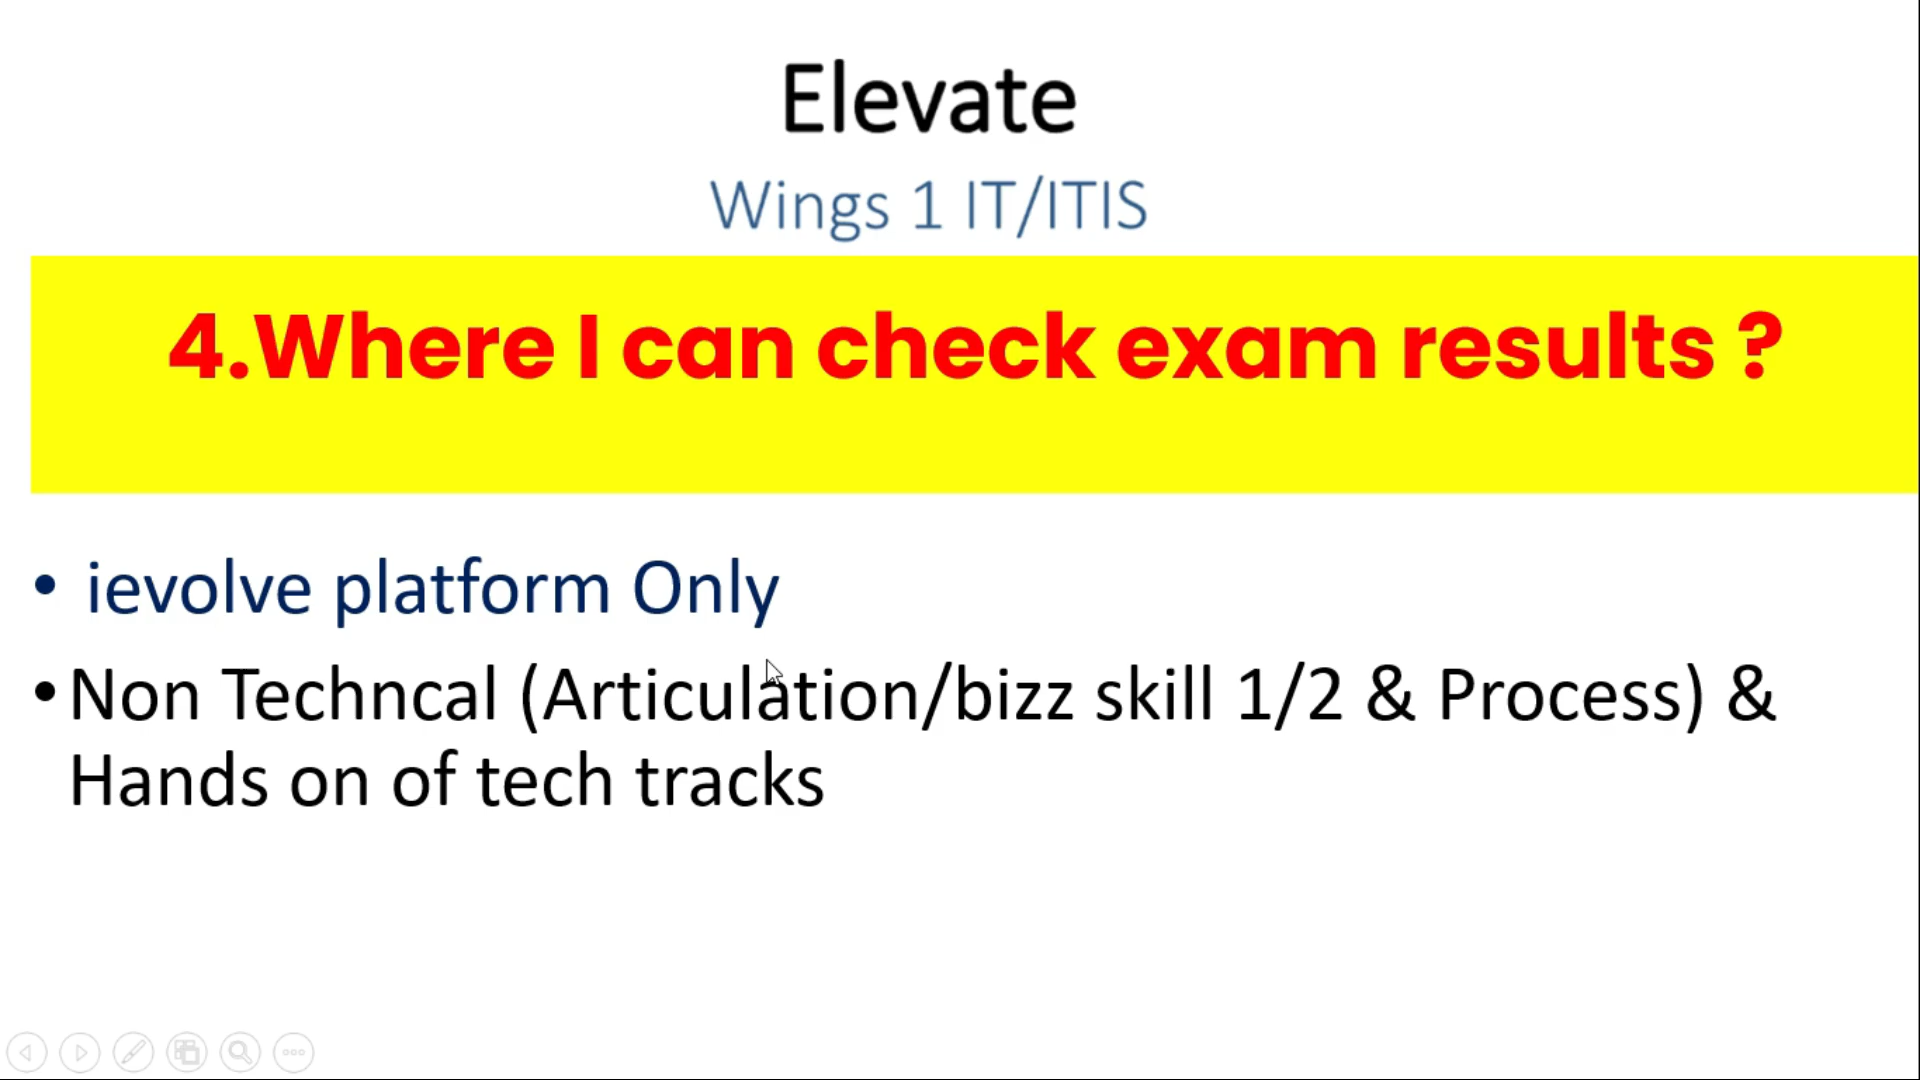 Elevate
Wings 1 IT/ITIS
4.Where I can check exam results ?
• ievolve platform Only
• Non Techncal (Articulation/bizz skill 1/2 & Process) &
Hands on of tech tracks